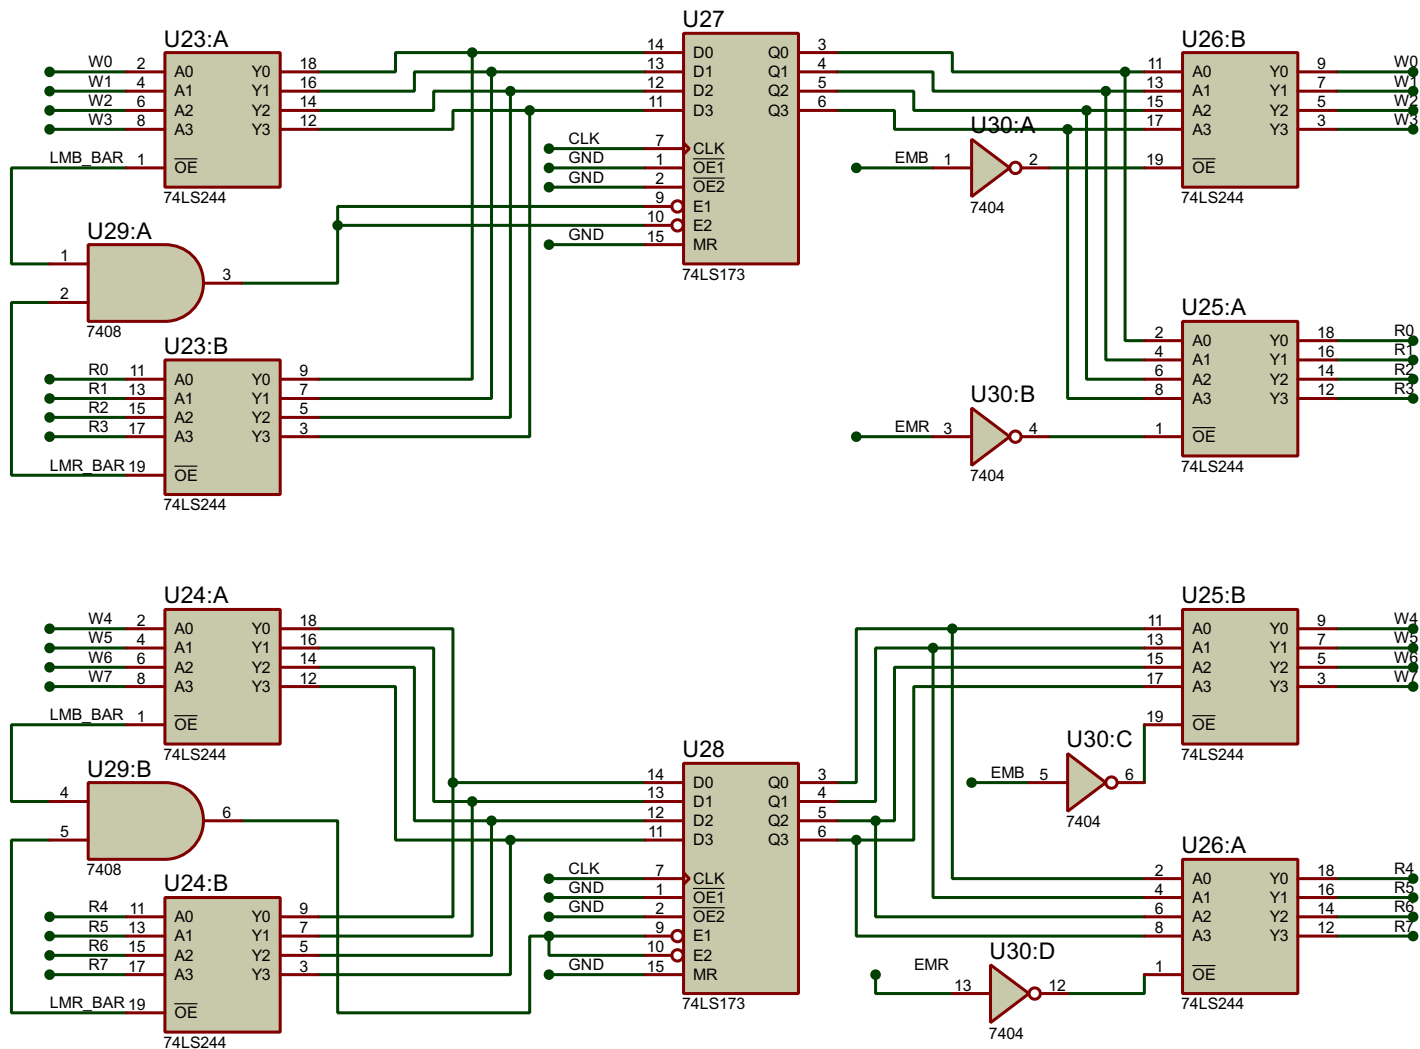 U23:A
W0 2 A0 Y0 18
W1 4 A1 Y1 16
W2 6 A2 Y2 14
W3 8 A3 Y3 12
LMB_BAR 1 OE
74LS244
U29:A
1
2
3
7408
U23:B
R0 11 A0 Y0 9
R1 13 A1 Y1 7
R2 15 A2 Y2 5
R3 17 A3 Y3 3
LMR_BAR 19 OE
74LS244
U27
14 D0 Q0 3
13 D1 Q1 4
12 D2 Q2 5
11 D3 Q3 6
CLK 7 CLK
GND 1 OE1
GND 2 OE2
9 E1
10 E2
GND 15 MR
74LS173
U30:A
EMB 1 2
7404
U26:B
11 A0 Y0 9 W0
13 A1 Y1 7 W1
15 A2 Y2 5 W2
17 A3 Y3 3 W3
19 OE
74LS244
U30:B
EMR 3 4
7404
U25:A
2 A0 Y0 18 R0
4 A1 Y1 16 R1
6 A2 Y2 14 R2
8 A3 Y3 12 R3
1 OE
74LS244
U24:A
W4 2 A0 Y0 18
W5 4 A1 Y1 16
W6 6 A2 Y2 14
W7 8 A3 Y3 12
LMB_BAR 1 OE
74LS244
U29:B
4
5
6
7408
U24:B
R4 11 A0 Y0 9
R5 13 A1 Y1 7
R6 15 A2 Y2 5
R7 17 A3 Y3 3
LMR_BAR 19 OE
74LS244
U28
14 D0 Q0 3
13 D1 Q1 4
12 D2 Q2 5
11 D3 Q3 6
CLK 7 CLK
GND 1 OE1
GND 2 OE2
9 E1
10 E2
GND 15 MR
74LS173
U25:B
11 A0 Y0 9 W4
13 A1 Y1 7 W5
15 A2 Y2 5 W6
17 A3 Y3 3 W7
19 OE
74LS244
U30:C
EMB 5 6
7404
U26:A
2 A0 Y0 18 R4
4 A1 Y1 16 R5
6 A2 Y2 14 R6
8 A3 Y3 12 R7
1 OE
74LS244
U30:D
EMR
13 12
7404